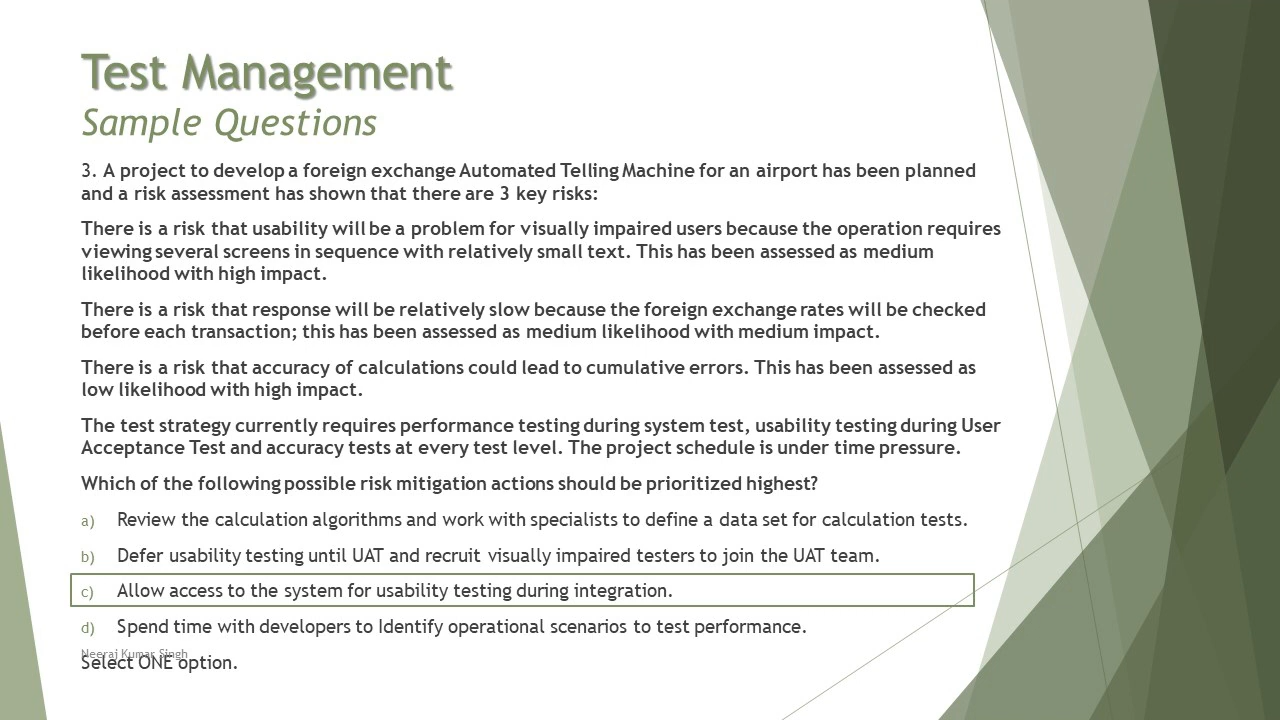 Test Management
Sample Questions
3. A project to develop a foreign exchange Automated Telling Machine for an airport has been planned
and a risk assessment has shown that there are 3 key risks:
There is a risk that usability will be a problem for visually impaired users because the operation requires
viewing several screens in sequence with relatively small text. This has been assessed as medium
likelihood with high impact.
There is a risk that response will be relatively slow because the foreign exchange rates will be checked
before each transaction; this has been assessed as medium likelihood with medium impact.
There is a risk that accuracy of calculations could lead to cumulative errors. This has been assessed as
low likelihood with high impact.
The test strategy currently requires performance testing during system test, usability testing during User
Acceptance Test and accuracy tests at every test level. The project schedule is under time pressure.
Which of the following possible risk mitigation actions should be prioritized highest?
a) Review the calculation algorithms and work with specialists to define a data set for calculation tests.
b) Defer usability testing until UAT and recruit visually impaired testers to join the UAT team.
c) Allow access to the system for usability testing during integration.
d) Spend time with developers to Identify operational scenarios to test performance.
Neeraj Kumar Singh
Select ONE option.